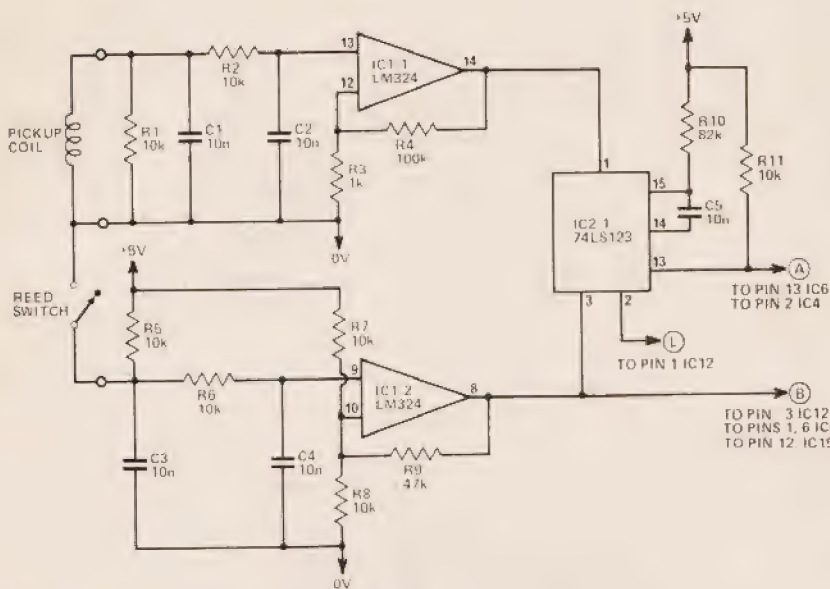 +5V
PICKUP
COIL
R1
10k
C1
10n
R2
10k
C2
10n
13
12
IC1 1
LM324
14
R4
100k
R3
1k
0V
1
IC2 1
74LS123
15
14
13
3
2
R10
82k
R11
10k
C5
10n
A
TO PIN 13 IC6
TO PIN 2 IC4
L
TO PIN 1 IC12
REED
SWITCH
+5V
R5
10k
R6
10k
C3
10n
C4
10n
R7
10k
9
10
IC1 2
LM324
8
R9
47k
R8
10k
0V
B
TO PIN 3 IC12
TO PINS 1, 6 IC
TO PIN 12 IC